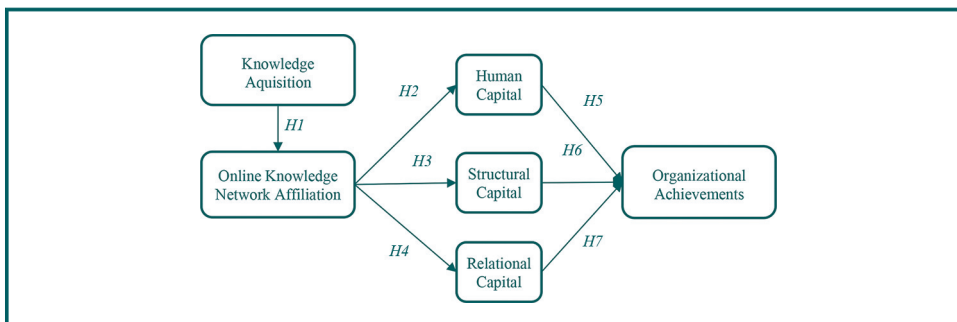 Knowledge
Aquisition
H1
Online Knowledge
Network Affiliation
H2
H3
H4
Human
Capital
Structural
Capital
Relational
Capital
H5
H6
H7
Organizational
Achievements